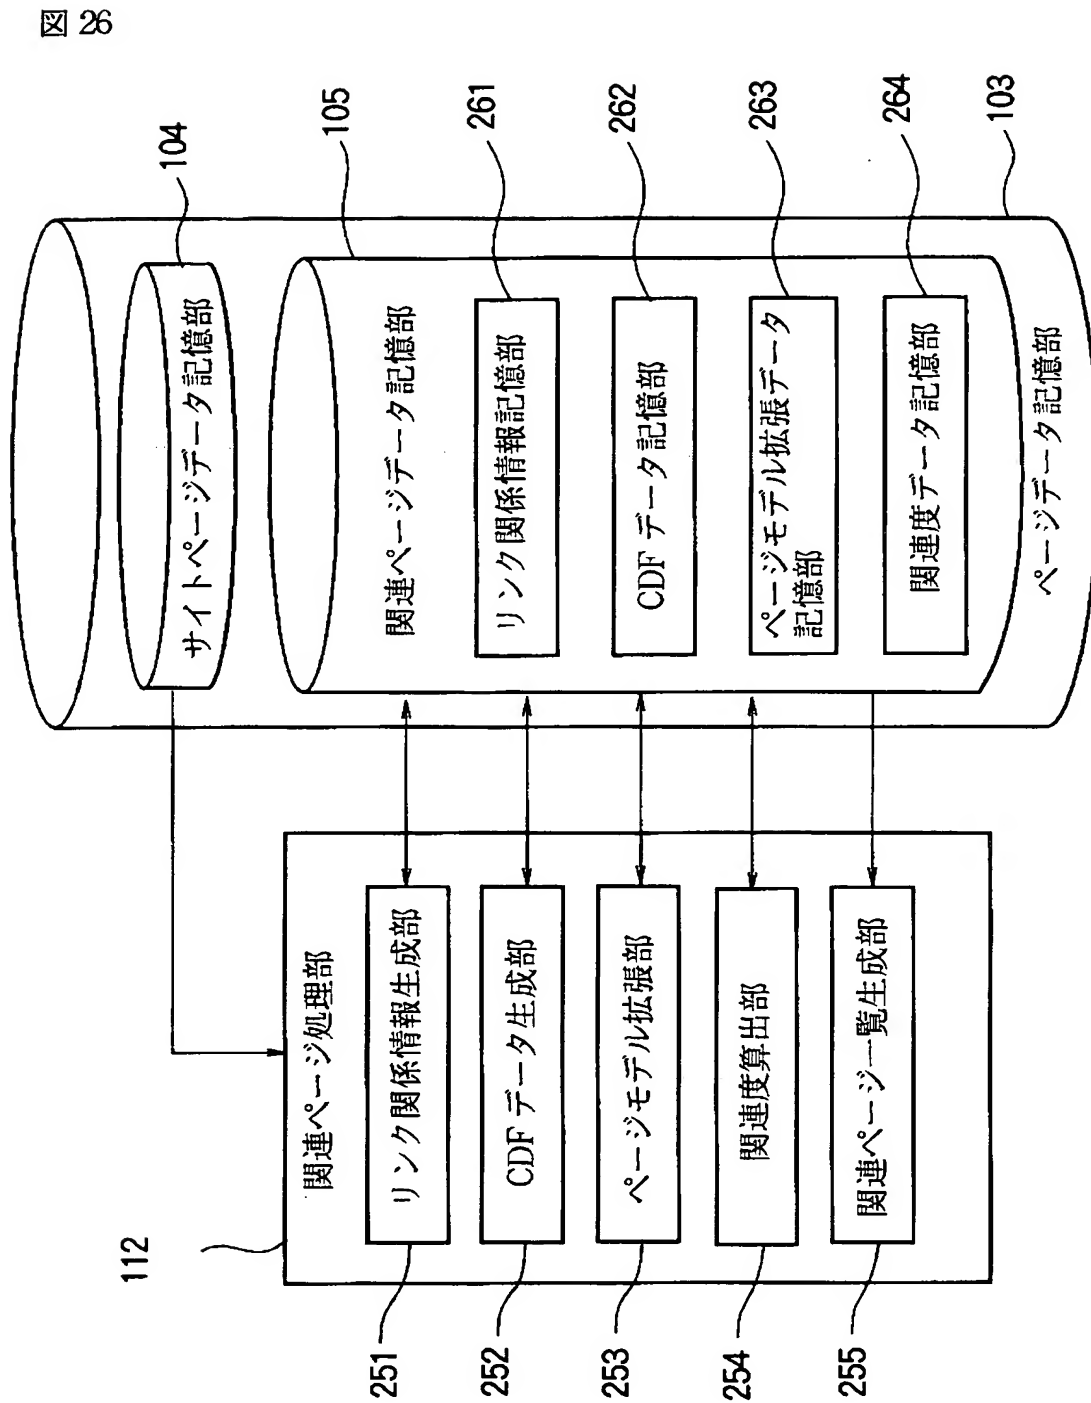 図 26
112
関連ページ処理部
251
リンク関係情報生成部
252
CDFデータ生成部
253
ページモデル拡張部
254
関連度算出部
255
関連ページ一覧生成部
104
サイトページデータ記憶部
105
関連ページデータ記憶部
261
リンク関係情報記憶部
262
CDFデータ記憶部
263
ページモデル拡張データ
記憶部
264
関連度データ記憶部
103
ページデータ記憶部